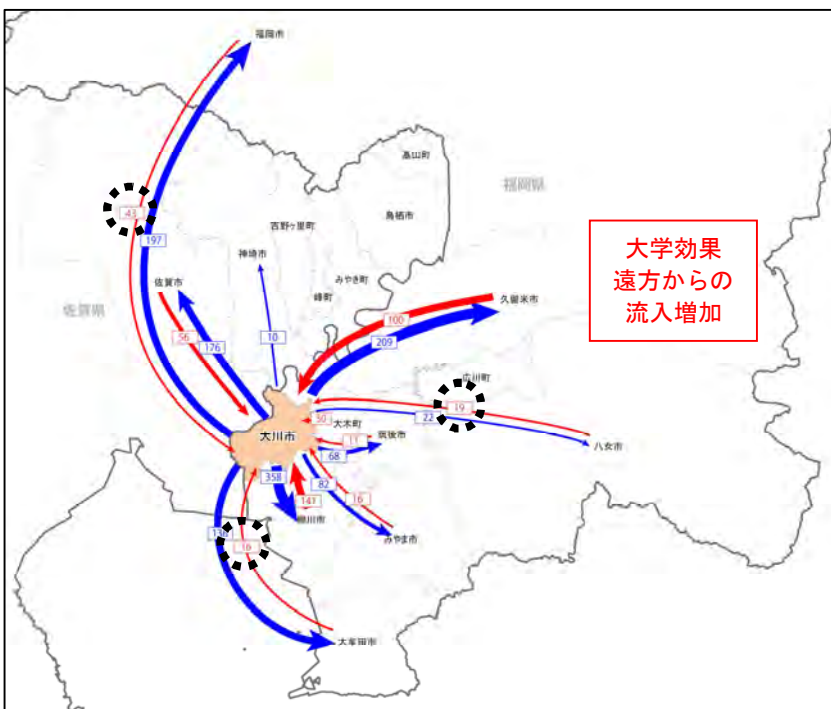 福岡市
基山町
福岡県
43
鳥栖市
吉野ヶ里町
大学効果
遠方からの
流入増加
197
神埼市
みやき町
佐賀市
佐賀県
峰町
久留米市
100
209
56
176
10
広川町
19
50
大木町
22
大川市
11
筑後市
八女市
68
358
82
16
141
柳川市
みやま市
16
大牟田市